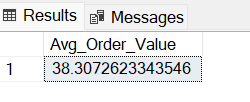 Results Messages
Avg_Order_Value
1 38.3072623343546